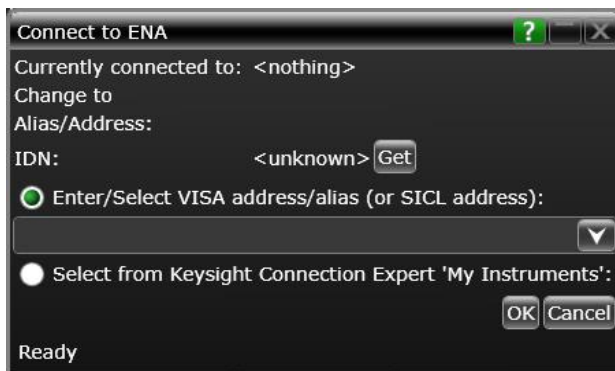 Connect to ENA
?
Currently connected to: <nothing>
Change to
Alias/Address:
IDN: <unknown> Get
Enter/Select VISA address/alias (or SICL address):
Select from Keysight Connection Expert 'My Instruments':
OK Cancel
Ready